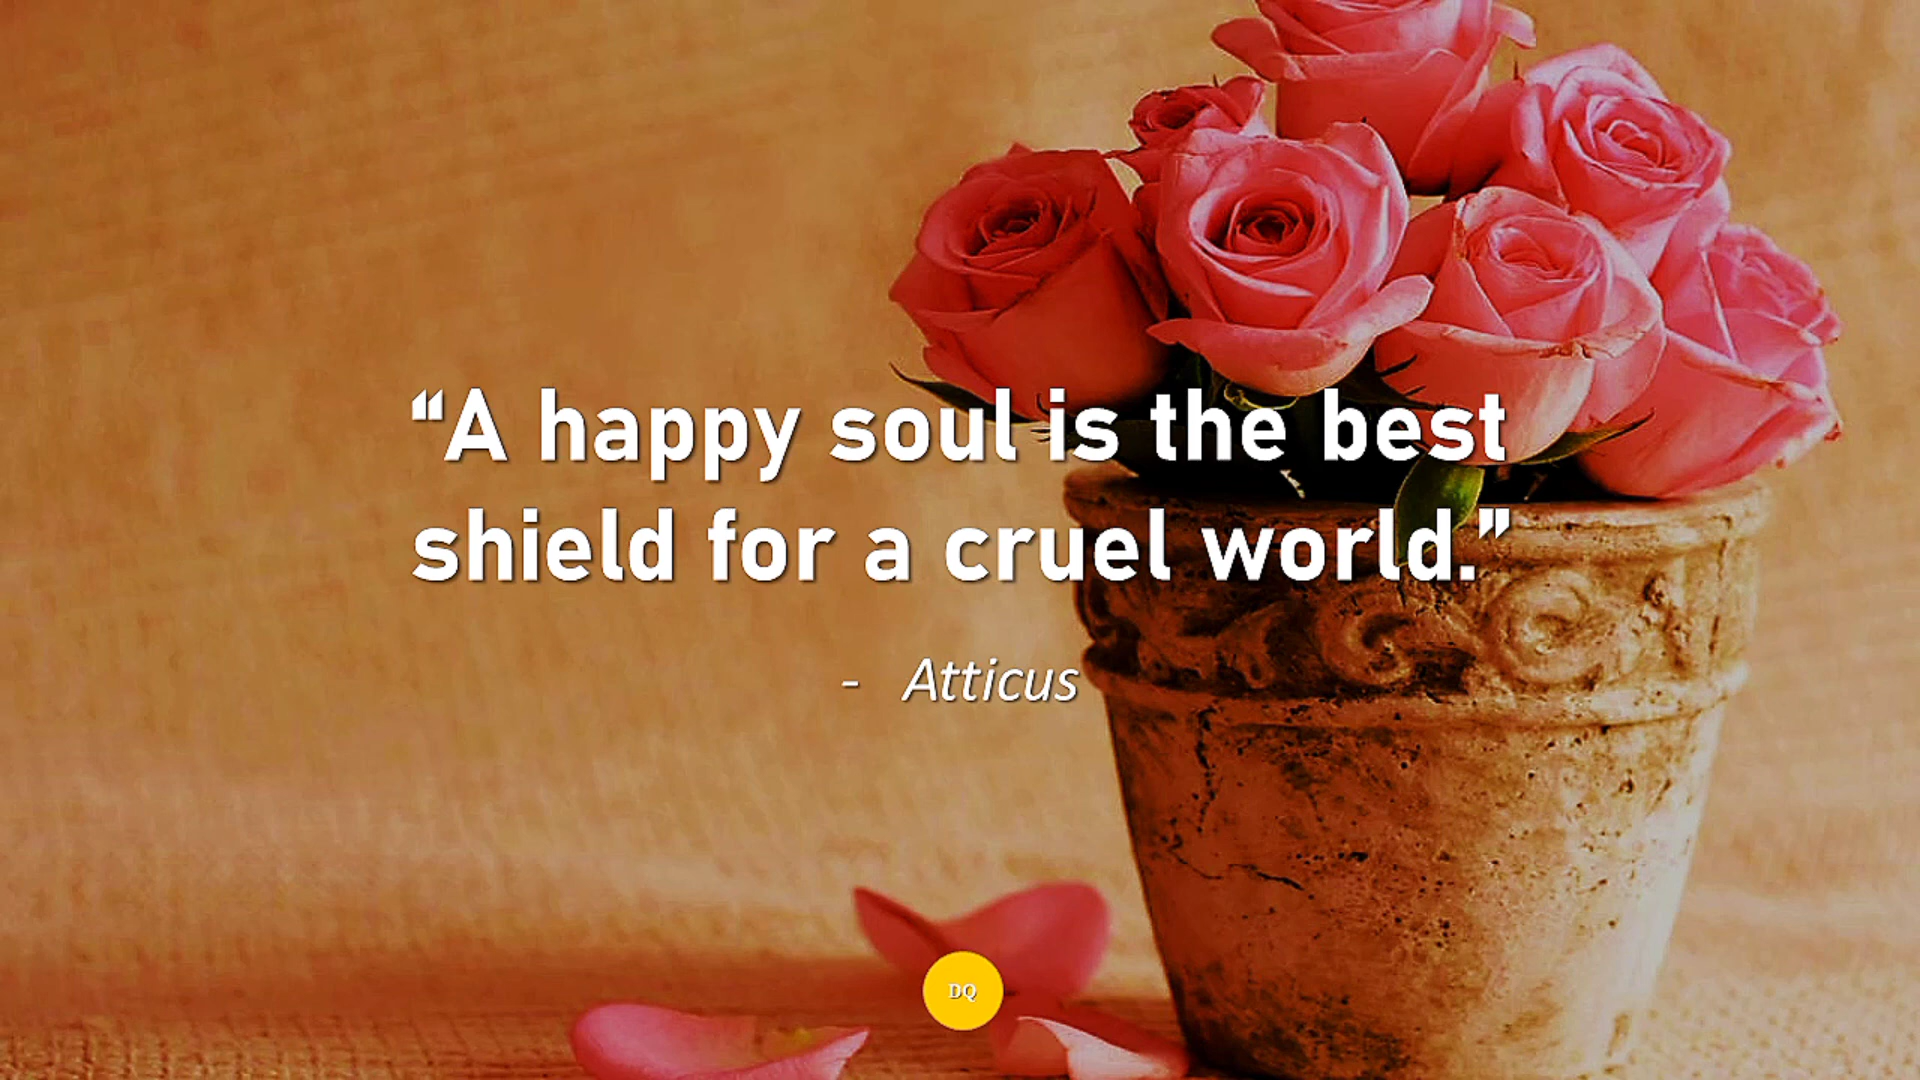 “A happy soul is the best
shield for a cruel world.”
- Atticus
DQ